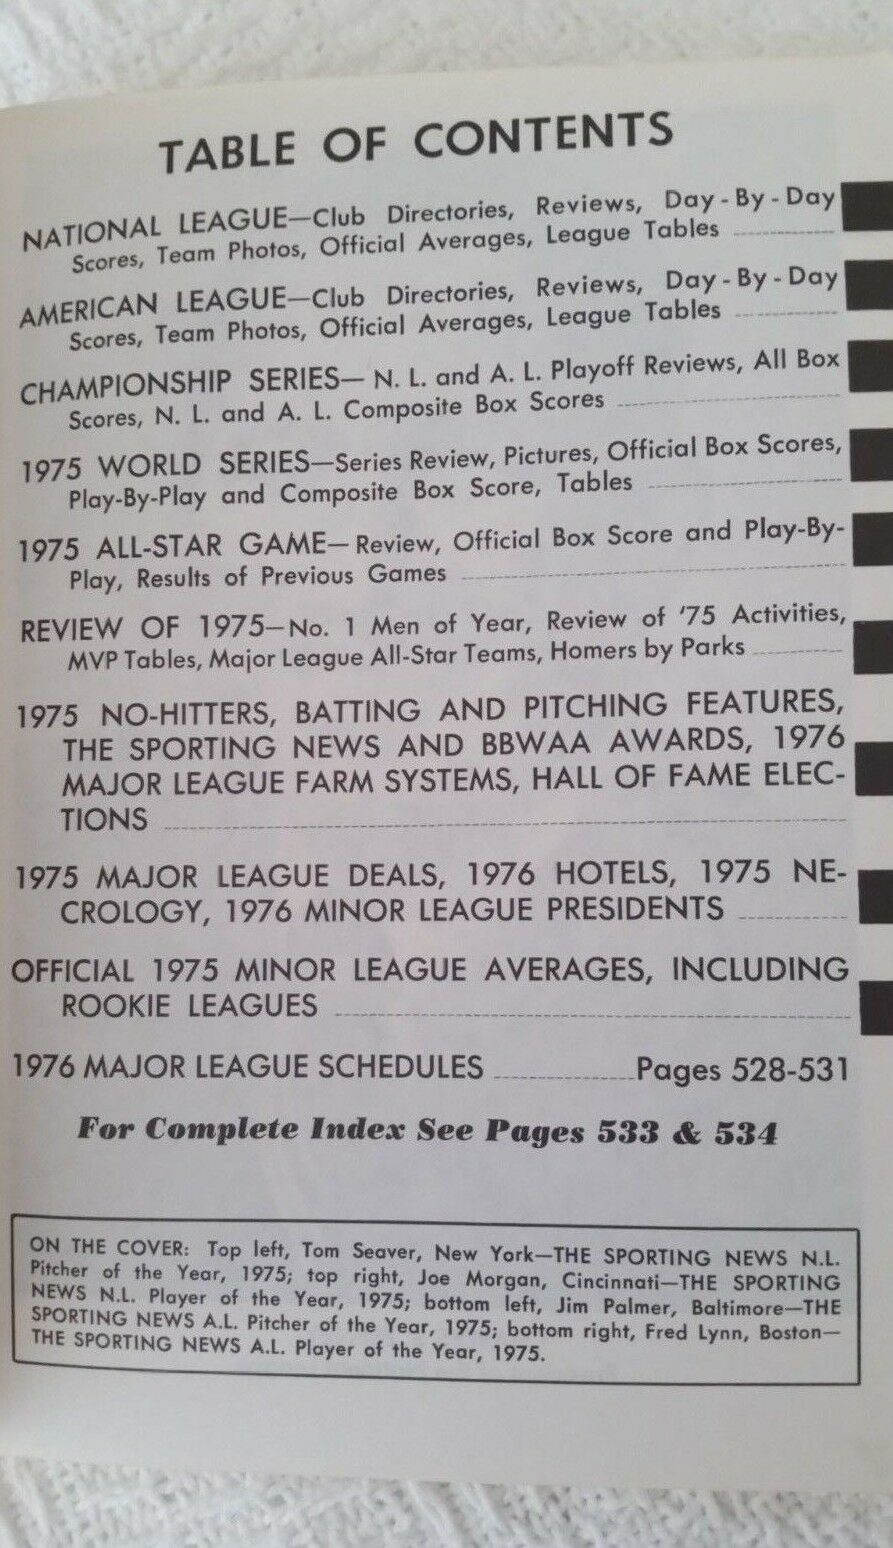 TABLE OF CONTENTS
NATIONAL LEAGUE—Club Directories, Reviews, Day-By-Day
Scores, Team Photos, Official Averages, League Tables
AMERICAN LEAGUE—Club Directories, Reviews, Day-By-Day
Scores, Team Photos, Official Averages, League Tables
CHAMPIONSHIP SERIES—N. L. and A. L. Playoff Reviews, All Box
Scores, N. L. and A. L. Composite Box Scores
1975 WORLD SERIES—Series Review, Pictures, Official Box Scores,
Play-By-Play and Composite Box Score, Tables
1975 ALL-STAR GAME—Review, Official Box Score and Play-By-
Play, Results of Previous Games
REVIEW OF 1975—No. 1 Men of Year, Review of '75 Activities,
MVP Tables, Major League All-Star Teams, Homers by Parks
1975 NO-HITTERS, BATTING AND PITCHING FEATURES,
THE SPORTING NEWS AND BBWAA AWARDS, 1976
MAJOR LEAGUE FARM SYSTEMS, HALL OF FAME ELEC-
TIONS
1975 MAJOR LEAGUE DEALS, 1976 HOTELS, 1975 NE-
CROLOGY, 1976 MINOR LEAGUE PRESIDENTS
OFFICIAL 1975 MINOR LEAGUE AVERAGES, INCLUDING
ROOKIE LEAGUES
1976 MAJOR LEAGUE SCHEDULES Pages 528-531
For Complete Index See Pages 533 & 534
ON THE COVER: Top left, Tom Seaver, New York—THE SPORTING NEWS N.L.
Pitcher of the Year, 1975; top right, Joe Morgan, Cincinnati—THE SPORTING
NEWS N.L. Player of the Year, 1975; bottom left, Jim Palmer, Baltimore—THE
SPORTING NEWS A.L. Pitcher of the Year, 1975; bottom right, Fred Lynn, Boston—
THE SPORTING NEWS A.L. Player of the Year, 1975.